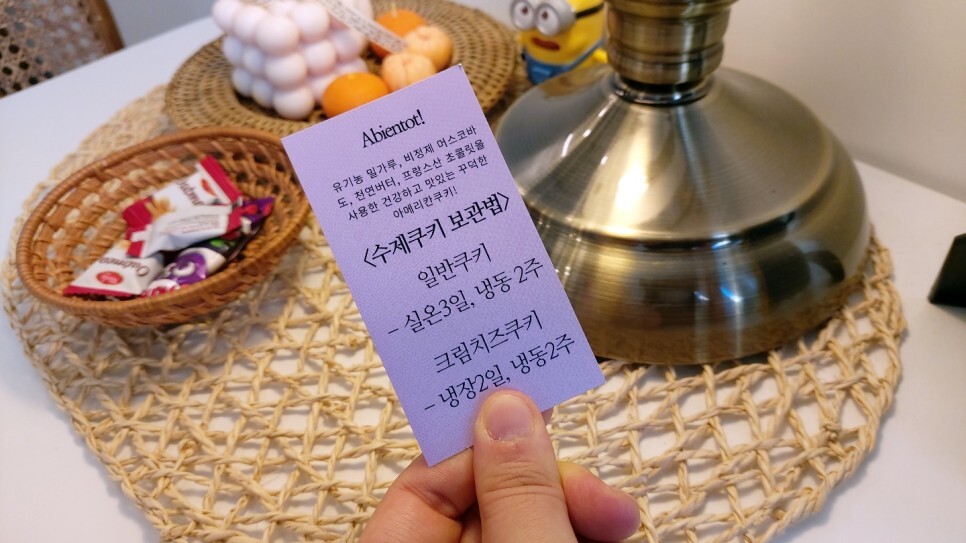 Abientot!
유기농 밀가루, 비정제 머스코바
도, 천연버터, 프랑스산 초콜릿을
사용한 건강하고 맛있는 꾸덕한
아메리칸쿠키!
<수제쿠키 보관법>
일반쿠키
- 실온3일, 냉동 2주
크림치즈쿠키
- 냉장2일, 냉동2주